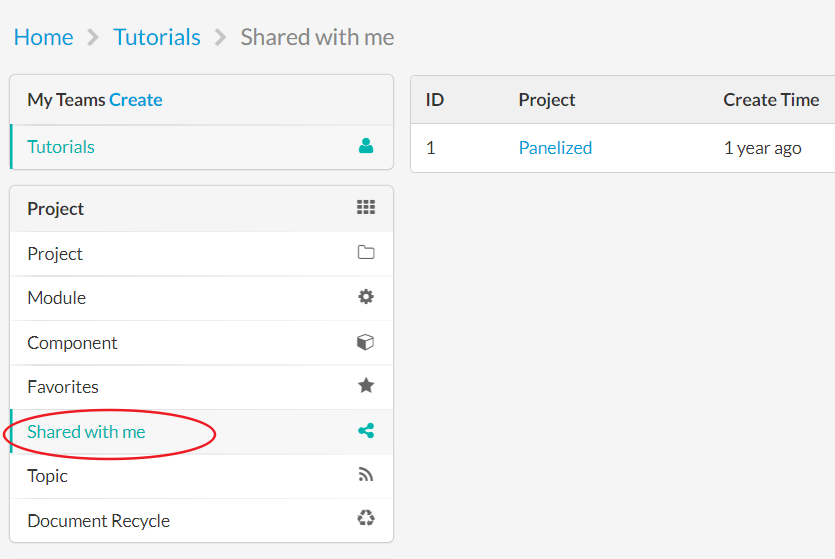 Home > Tutorials > Shared with me
My Teams Create
Tutorials
Project
Project
Module
Component
Favorites
Shared with me
Topic
Document Recycle
ID Project Create Time
1 Panelized 1 year ago